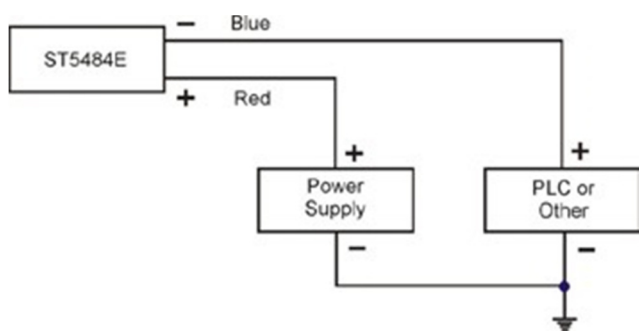 − Blue
ST5484E
+ Red
+ +
Power PLC or
Supply Other
− −